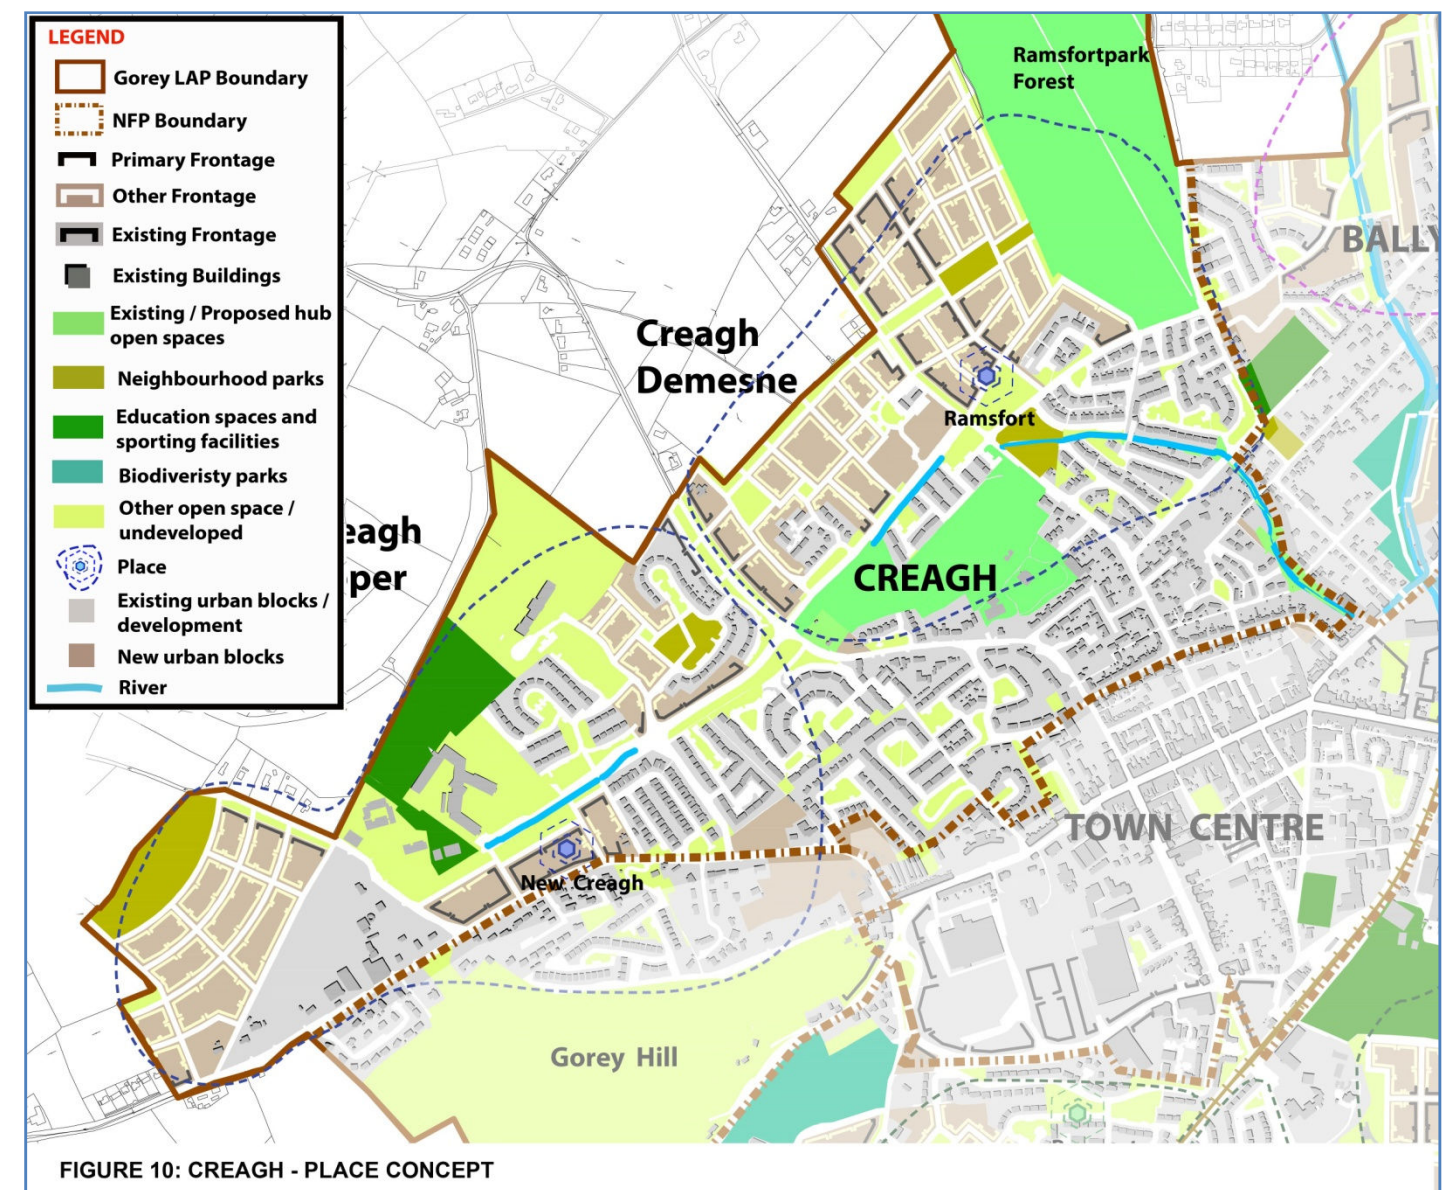 LEGEND
Gorey LAP Boundary
NFP Boundary
Primary Frontage
Other Frontage
Existing Frontage
Existing Buildings
Existing / Proposed hub
open spaces
Neighbourhood parks
Education spaces and
sporting facilities
Biodiveristy parks
Other open space /
undeveloped
Place
Existing urban blocks /
development
New urban blocks
River
Ramsfortpark
Forest
BALLY
Creagh
Demesne
Ramsfort
eagh
per
CREAGH
TOWN CENTRE
New Creagh
Gorey Hill
FIGURE 10: CREAGH - PLACE CONCEPT